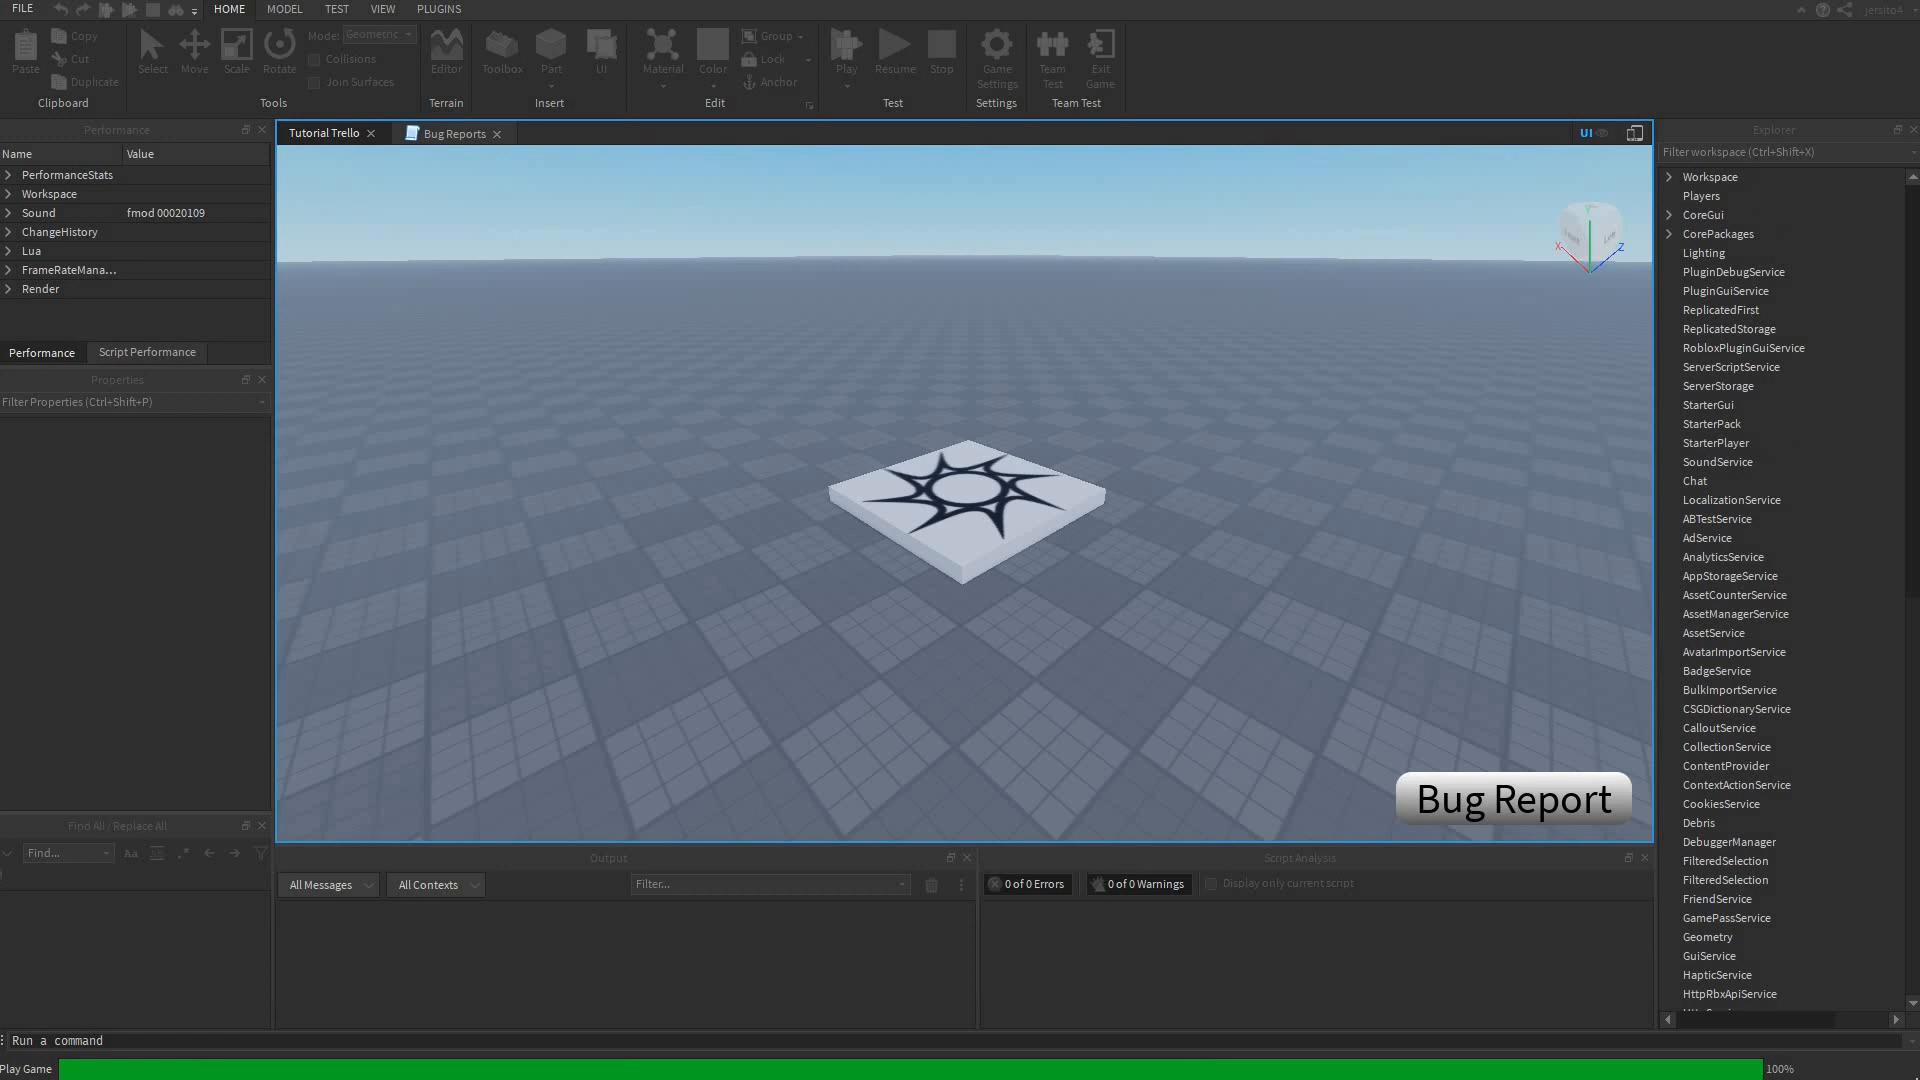 FILE
HOME
MODEL
TEST
VIEW
PLUGINS
jersito4
Paste
Copy
Cut
Duplicate
Clipboard
Select
Move
Scale
Rotate
Mode: Geometric
Collisions
Join Surfaces
Tools
Editor
Terrain
Toolbox
Part
UI
Insert
Material
Color
Group
Lock
Anchor
Edit
Play
Resume
Stop
Test
Game
Settings
Settings
Team
Test
Exit
Game
Team Test
Performance
Name Value
PerformanceStats
Workspace
Sound fmod 00020109
ChangeHistory
Lua
FrameRateMana...
Render
Performance
Script Performance
Properties
Filter Properties (Ctrl+Shift+P)
Find All / Replace All
Find...
Aa
Tutorial Trello
Bug Reports
UI
X
Y
Z
Bug Report
Output
All Messages
All Contexts
Filter...
Script Analysis
0 of 0 Errors
0 of 0 Warnings
Display only current script
Explorer
Filter workspace (Ctrl+Shift+X)
Workspace
Players
CoreGui
CorePackages
Lighting
PluginDebugService
PluginGuiService
ReplicatedFirst
ReplicatedStorage
RobloxPluginGuiService
ServerScriptService
ServerStorage
StarterGui
StarterPack
StarterPlayer
SoundService
Chat
LocalizationService
ABTestService
AdService
AnalyticsService
AppStorageService
AssetCounterService
AssetManagerService
AssetService
AvatarImportService
BadgeService
BulkImportService
CSGDictionaryService
CalloutService
CollectionService
ContentProvider
ContextActionService
CookiesService
Debris
DebuggerManager
FilteredSelection
FilteredSelection
FriendService
GamePassService
Geometry
GuiService
HapticService
HttpRbxApiService
Run a command
Play Game
100%